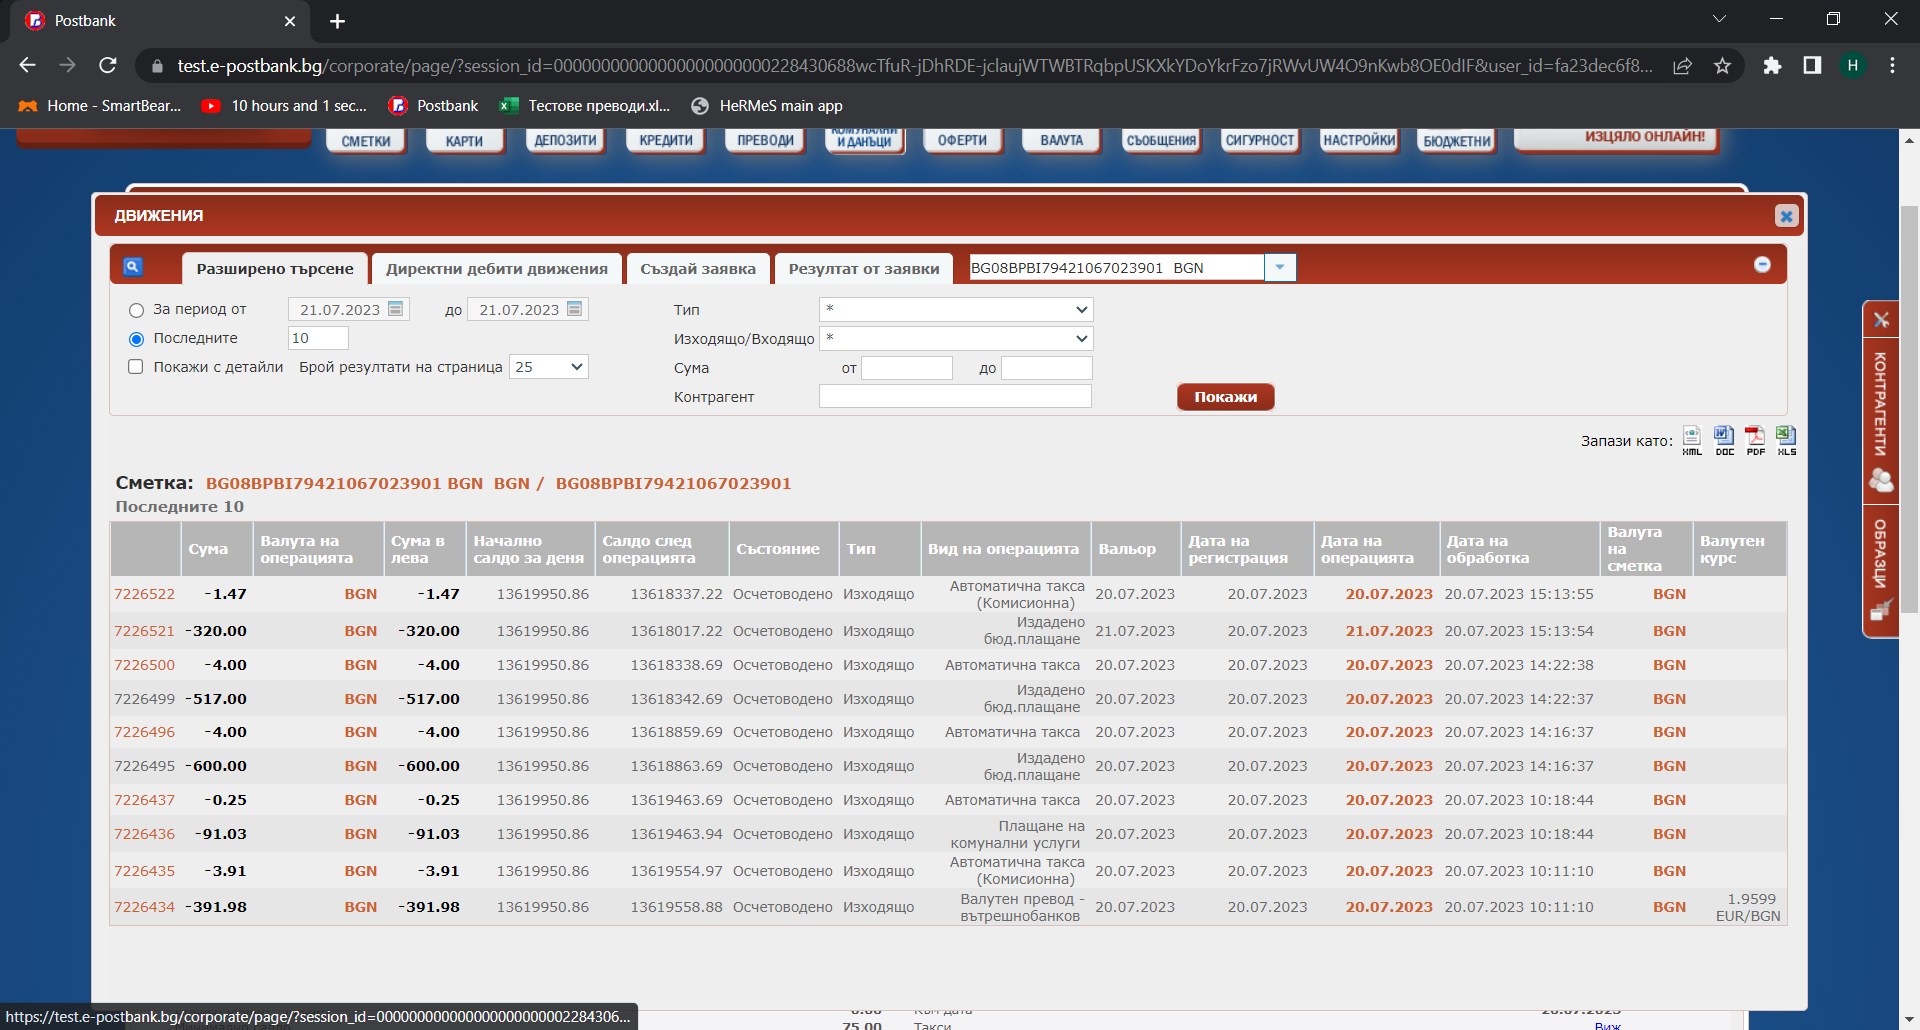 Postbank
test.e-postbank.bg/corporate/page/?session_id=
Home - SmartBear... 10 hours and 1 sec... Postbank Тестове преводи.xl... HeRMeS main app
СМЕТКИ КАРТИ ДЕПОЗИТИ КРЕДИТИ ПРЕВОДИ КОМУНАЛНИ И ДАНЪЦИ ОФЕРТИ ВАЛУТА СЪОБЩЕНИЯ СИГУРНОСТ НАСТРОЙКИ БЮДЖЕТНИ ИЗЦЯЛО ОНЛАЙН!
ДВИЖЕНИЯ
Разширено търсене Директни дебити движения Създай заявка Резултат от заявки BG08BPBI79421067023901 BGN
За период от 21.07.2023 до 21.07.2023 Тип *
Последните 10 Изходящо/Входящо *
Покажи с детайли Брой резултати на страница 25 Сума от до
Контрагент Покажи
КОНТРАГЕНТИ
ОБРАЗЦИ
Запази като: XML DOC PDF XLS
Сметка: BG08BPBI79421067023901 BGN BGN / BG08BPBI79421067023901
Последните 10
Сума Валута на операцията Сума в лева Начално салдо за деня Салдо след операцията Състояние Тип Вид на операцията Вальор Дата на регистрация Дата на операцията Дата на обработка Валута на сметка Валутен курс
7226522 -1.47 BGN -1.47 13619950.86 13618337.22 Осчетоводено Изходящо Автоматична такса (Комисионна) 20.07.2023 20.07.2023 20.07.2023 20.07.2023 15:13:55 BGN
7226521 -320.00 BGN -320.00 13619950.86 13618017.22 Осчетоводено Изходящо Издадено бюд.плащане 21.07.2023 20.07.2023 21.07.2023 20.07.2023 15:13:54 BGN
7226500 -4.00 BGN -4.00 13619950.86 13618338.69 Осчетоводено Изходящо Автоматична такса 20.07.2023 20.07.2023 20.07.2023 20.07.2023 14:22:38 BGN
7226499 -517.00 BGN -517.00 13619950.86 13618342.69 Осчетоводено Изходящо Издадено бюд.плащане 20.07.2023 20.07.2023 20.07.2023 20.07.2023 14:22:37 BGN
7226496 -4.00 BGN -4.00 13619950.86 13618859.69 Осчетоводено Изходящо Автоматична такса 20.07.2023 20.07.2023 20.07.2023 20.07.2023 14:16:37 BGN
7226495 -600.00 BGN -600.00 13619950.86 13618863.69 Осчетоводено Изходящо Издадено бюд.плащане 20.07.2023 20.07.2023 20.07.2023 20.07.2023 14:16:37 BGN
7226437 -0.25 BGN -0.25 13619950.86 13619463.69 Осчетоводено Изходящо Автоматична такса 20.07.2023 20.07.2023 20.07.2023 20.07.2023 10:18:44 BGN
7226436 -91.03 BGN -91.03 13619950.86 13619463.94 Осчетоводено Изходящо Плащане на комунални услуги 20.07.2023 20.07.2023 20.07.2023 20.07.2023 10:18:44 BGN
7226435 -3.91 BGN -3.91 13619950.86 13619554.97 Осчетоводено Изходящо Автоматична такса (Комисионна) 20.07.2023 20.07.2023 20.07.2023 20.07.2023 10:11:10 BGN
7226434 -391.98 BGN -391.98 13619950.86 13619558.88 Осчетоводено Изходящо Валутен превод - вътрешнобанков 20.07.2023 20.07.2023 20.07.2023 20.07.2023 10:11:10 BGN 1.9599 EUR/BGN
75.00 Такси Виж